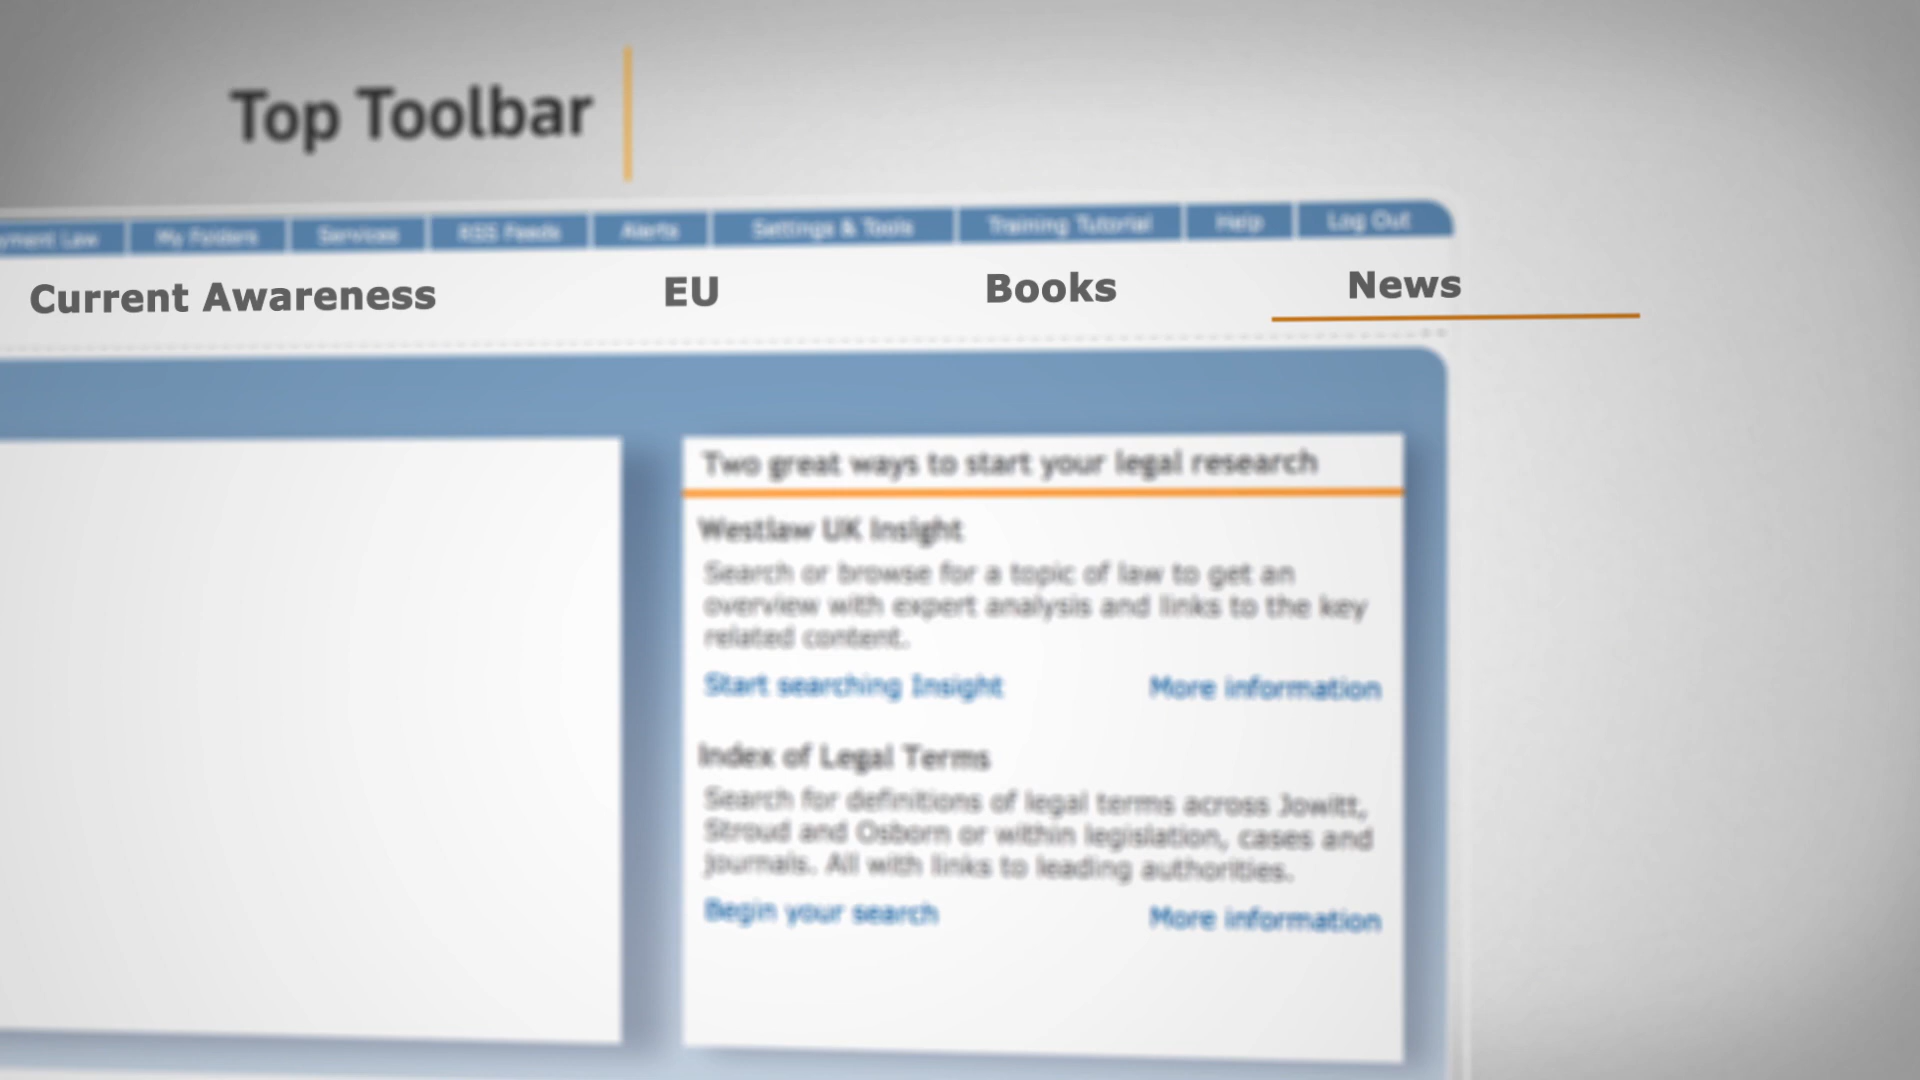 Top Toolbar
yment Law My Folders Services RSS Feeds Alerts Settings & Tools Training Tutorial Help Log Out
Current Awareness EU Books News
Two great ways to start your legal research
Westlaw UK Insight
Search or browse for a topic of law to get an
overview with expert analysis and links to the key
related content.
Start searching Insight More information
Index of Legal Terms
Search for definitions of legal terms across Jowitt,
Stroud and Osborn or within legislation, cases and
journals. All with links to leading authorities.
Begin your search More information